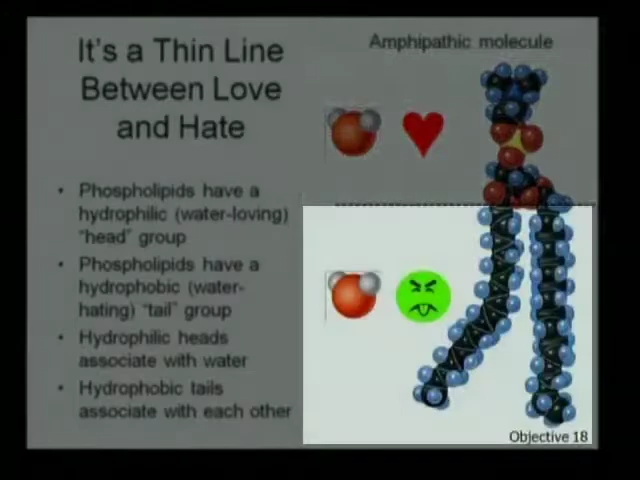 It's a Thin Line
Between Love
and Hate
Amphipathic molecule
• Phospholipids have a
hydrophilic (water-loving)
"head" group
• Phospholipids have a
hydrophobic (water-
hating) "tail" group
• Hydrophilic heads
associate with water
• Hydrophobic tails
associate with each other
Objective 18